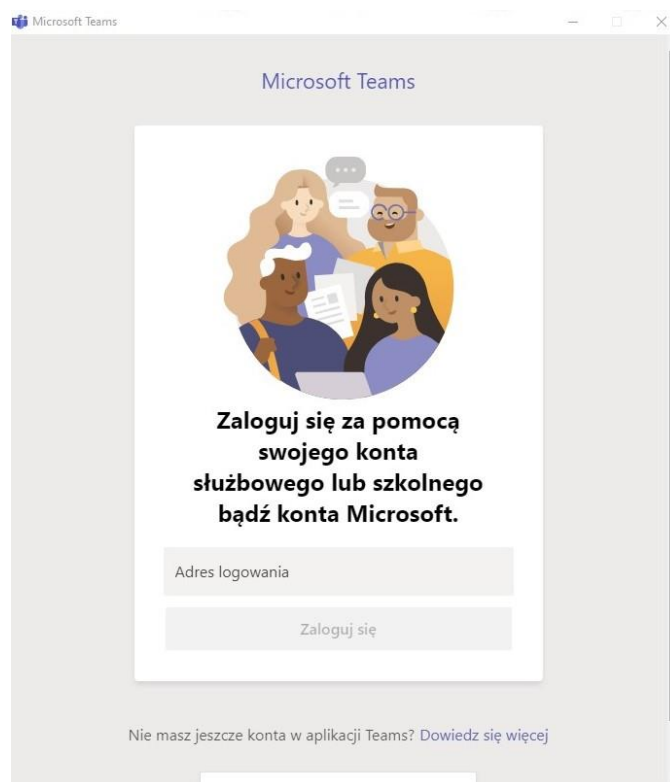 Microsoft Teams
Microsoft Teams
Zaloguj się za pomocą
swojego konta
służbowego lub szkolnego
bądź konta Microsoft.
Adres logowania
Zaloguj się
Nie masz jeszcze konta w aplikacji Teams? Dowiedz się więcej